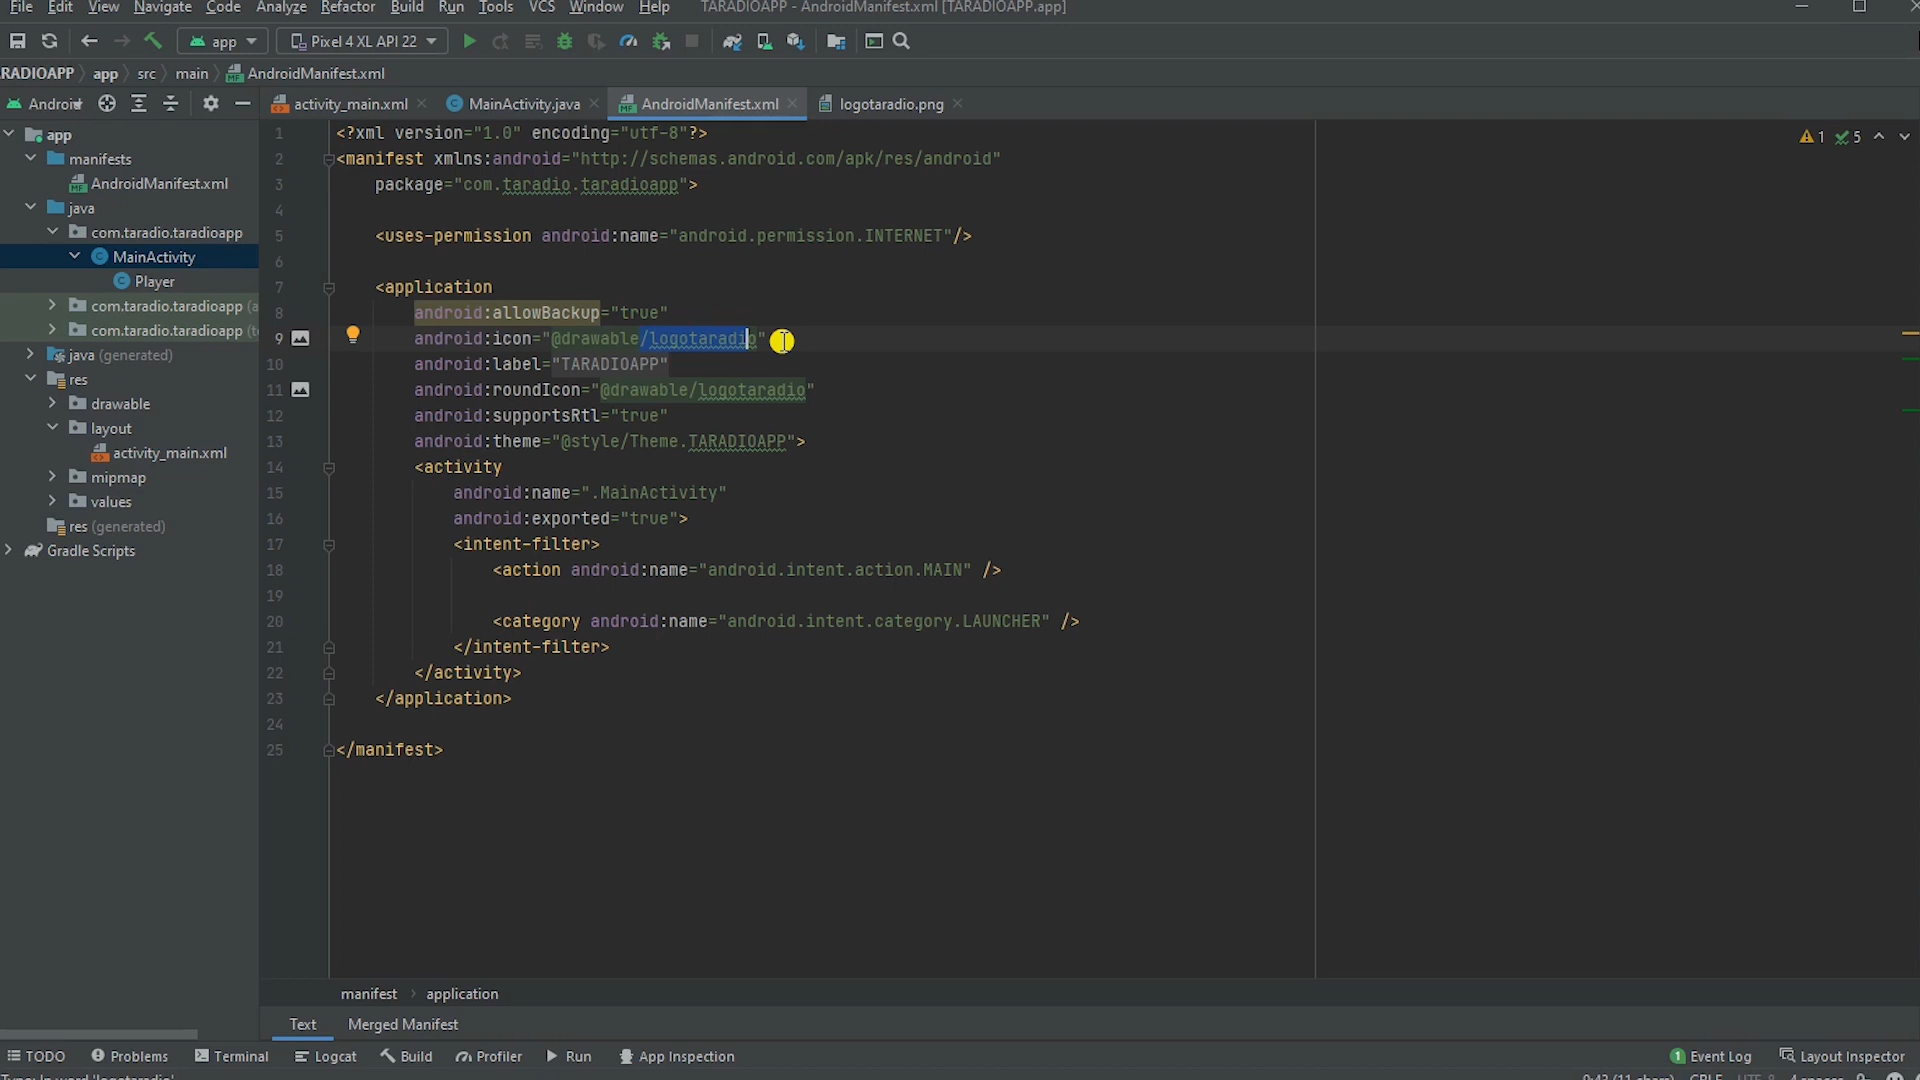 File Edit View Navigate Code Analyze Refactor Build Run Tools VCS Window Help TARADIOAPP - AndroidManifest.xml [TARADIOAPP.app]
app Pixel 4 XL API 22
RADIOAPP app src main AndroidManifest.xml
Android activity_main.xml MainActivity.java AndroidManifest.xml logotaradio.png
app
manifests
AndroidManifest.xml
java
com.taradio.taradioapp
MainActivity
Player
com.taradio.taradioapp (a
com.taradio.taradioapp (t
java (generated)
res
drawable
layout
activity_main.xml
mipmap
values
res (generated)
Gradle Scripts
1 <?xml version="1.0" encoding="utf-8"?>
2 <manifest xmlns:android="http://schemas.android.com/apk/res/android"
3 package="com.taradio.taradioapp">
4
5 <uses-permission android:name="android.permission.INTERNET"/>
6
7 <application
8 android:allowBackup="true"
9 android:icon="@drawable/logotaradio"
10 android:label="TARADIOAPP"
11 android:roundIcon="@drawable/logotaradio"
12 android:supportsRtl="true"
13 android:theme="@style/Theme.TARADIOAPP">
14 <activity
15 android:name=".MainActivity"
16 android:exported="true">
17 <intent-filter>
18 <action android:name="android.intent.action.MAIN" />
19
20 <category android:name="android.intent.category.LAUNCHER" />
21 </intent-filter>
22 </activity>
23 </application>
24
25 </manifest>
1 5
manifest application
Text Merged Manifest
TODO Problems Terminal Logcat Build Profiler Run App Inspection 1 Event Log Layout Inspector